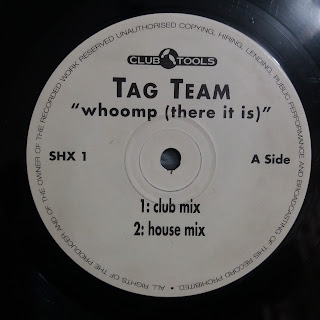 ALL RIGHTS OF THE PRODUCER AND OF THE OWNER OF THE RECORDED WORK RESERVED UNAUTHORISED COPYING, HIRING, LENDING, PUBLIC PERFORMANCE AND BROADCASTING OF THIS RECORD PROHIBITED.
CLUB TOOLS
TAG TEAM
"whoomp (there it is)"
SHX 1
A Side
1: club mix
2: house mix